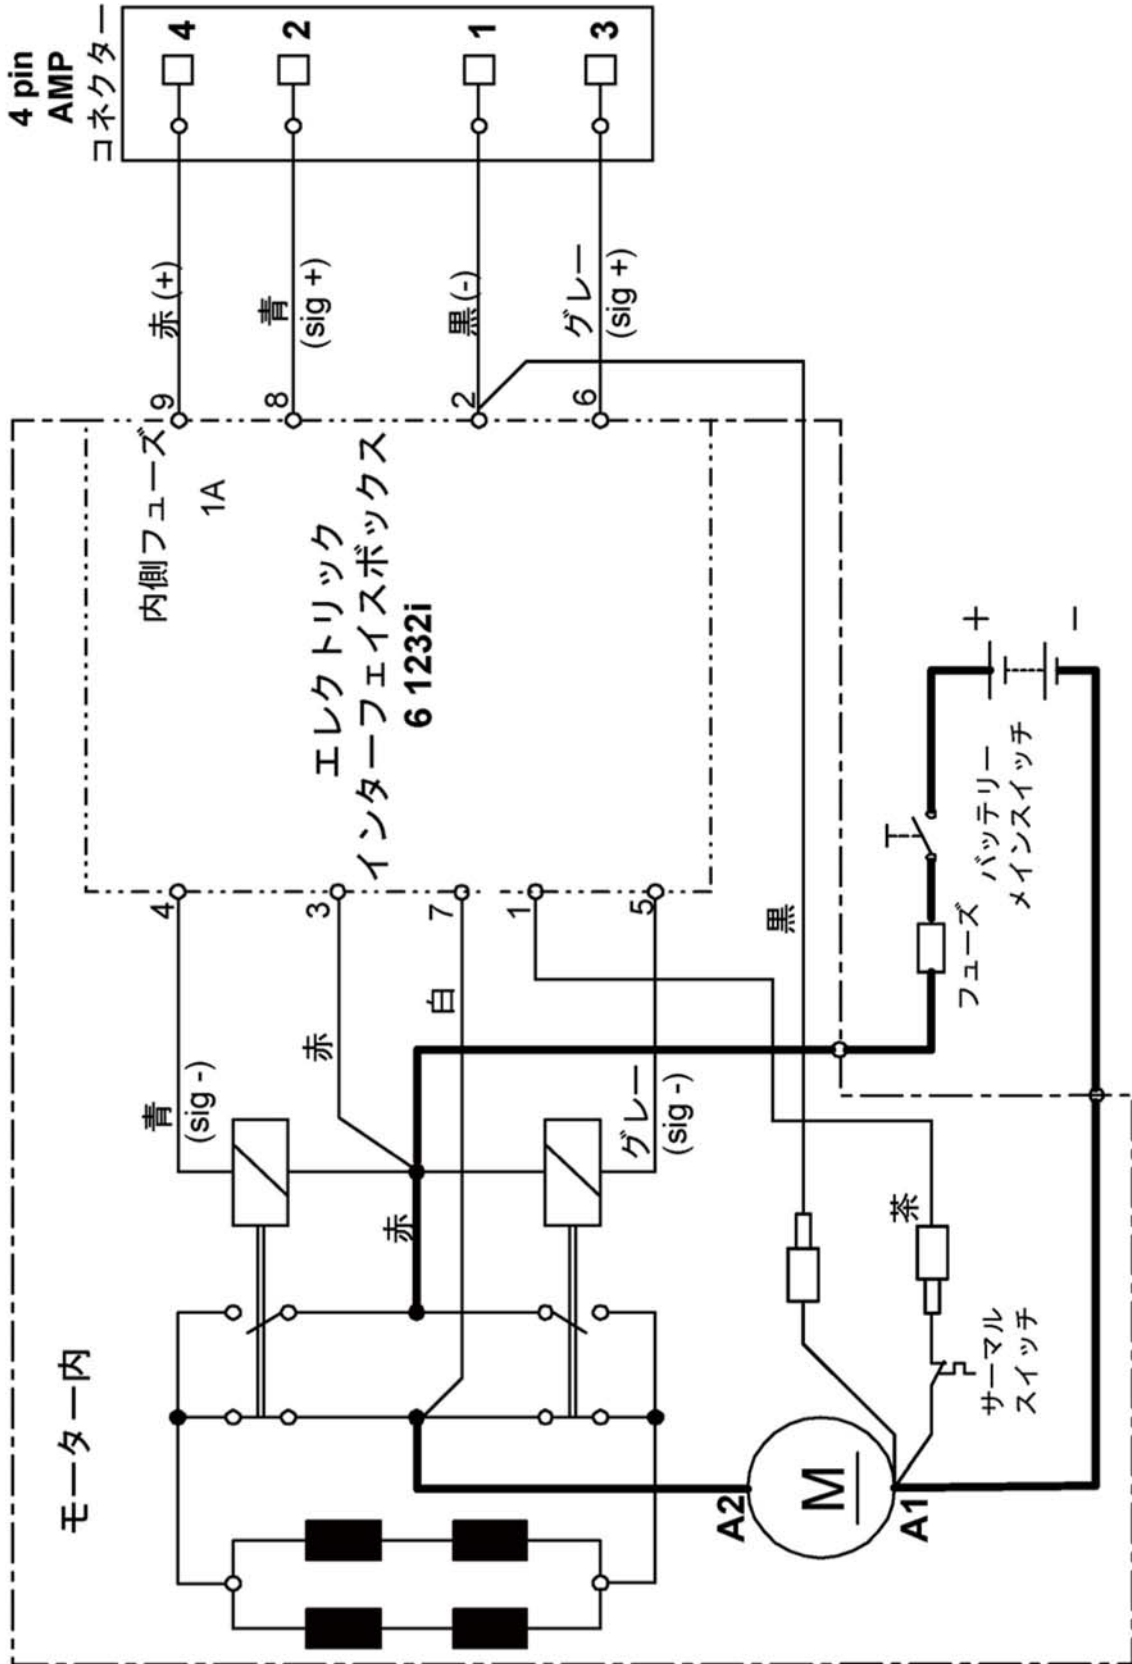 4 pin
AMP
コネクター
4
2
1
3
赤 (+)
青
(sig +)
黒 (-)
グレー
(sig +)
9
8
2
6
内側フューズ
1A
エレクトリック
インターフェイスボックス
6 1232i
4
3
7
1
5
青
(sig -)
赤
白
グレー
(sig -)
黒
赤
茶
モーター内
+
−
バッテリー
メインスイッチ
フューズ
サーマル
スイッチ
A2
M
A1